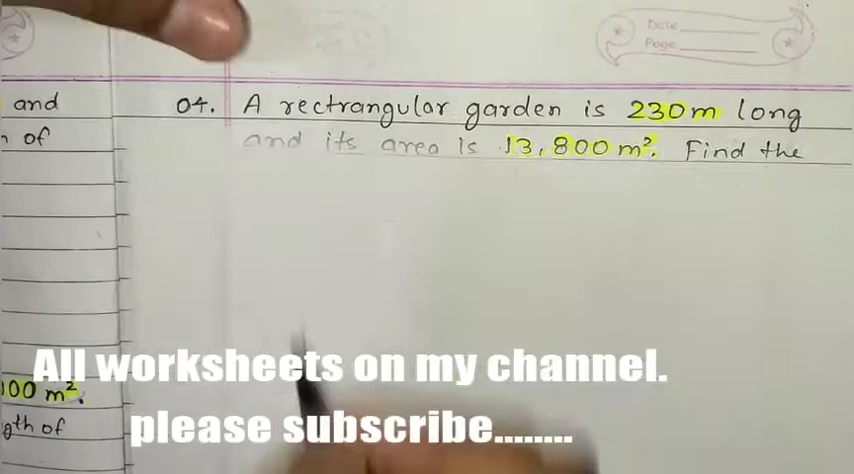 Date
Page
and
of
04. A rectrangular garden is 230m long
and its area is 13,800 m². Find the
All worksheets on my channel.
please subscribe........
00 m².
gth of